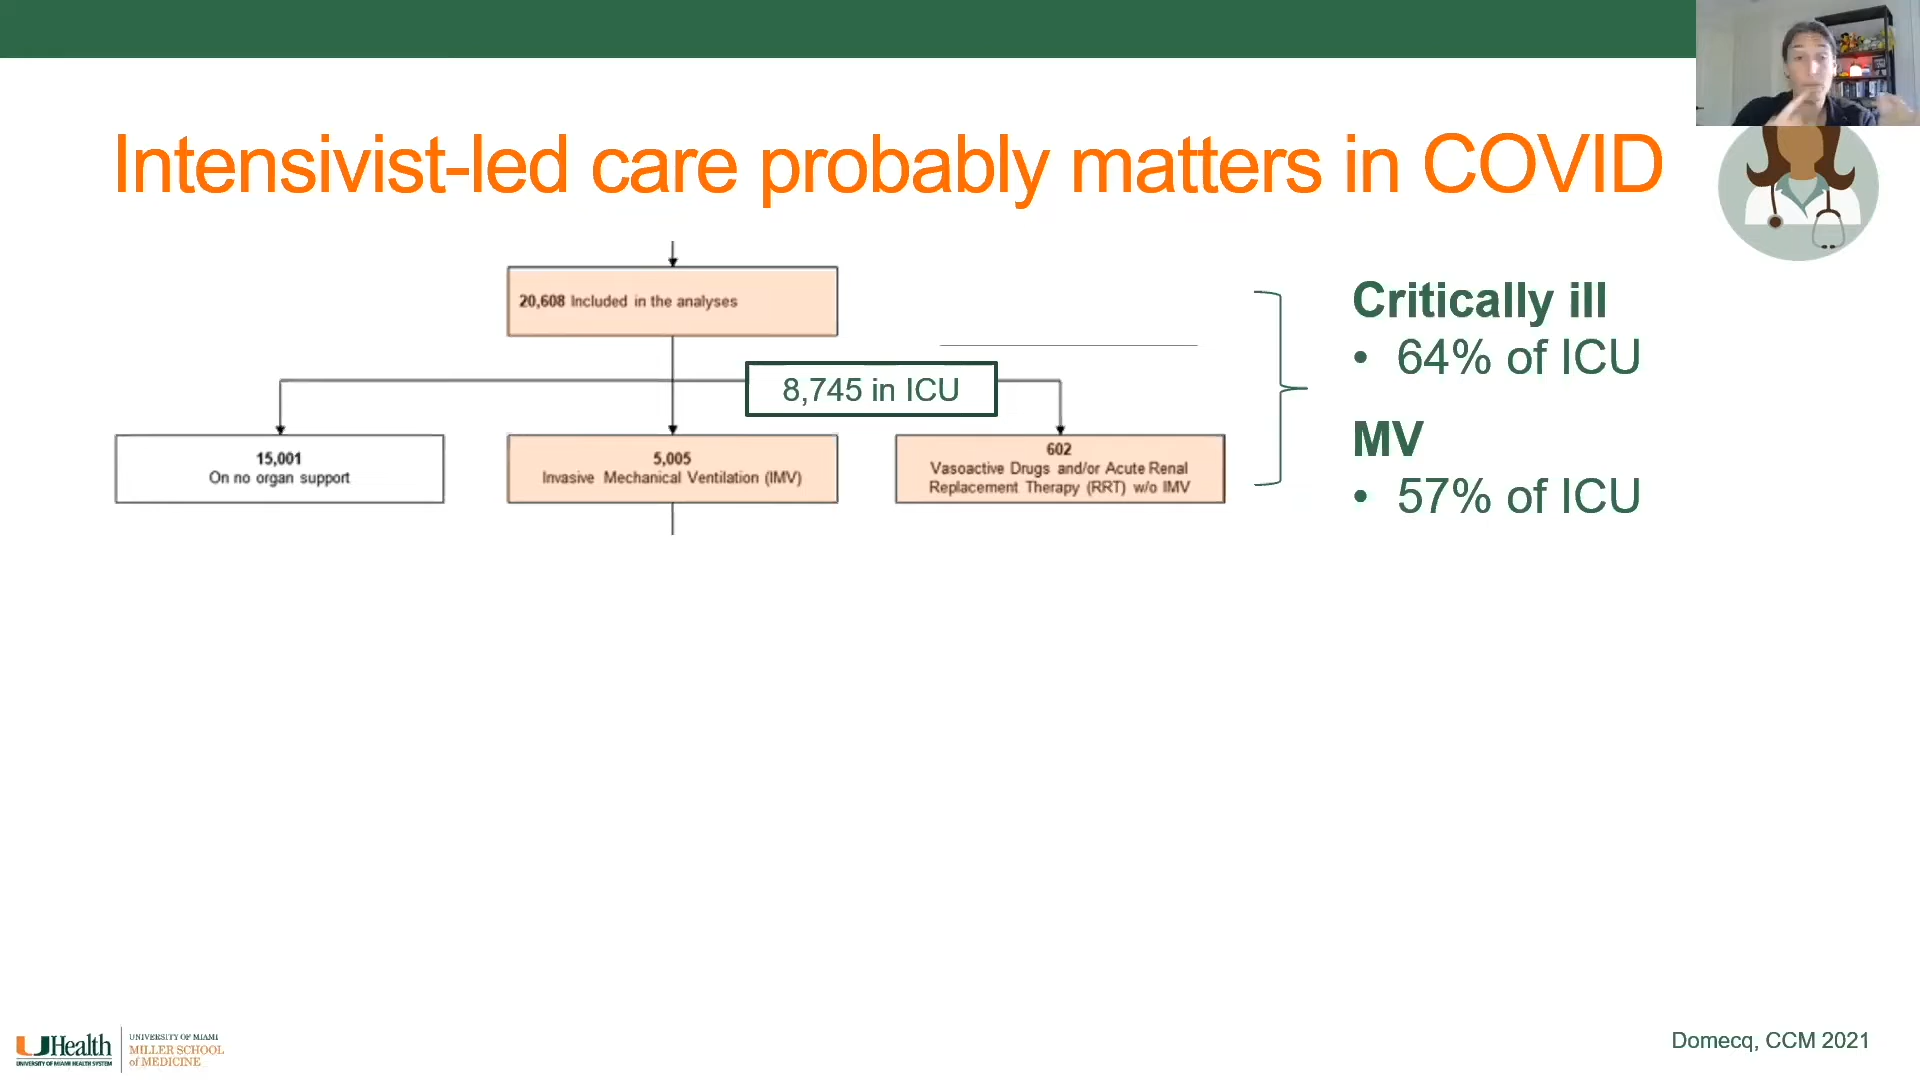 Intensivist-led care probably matters in COVID
20,608 Included in the analyses
8,745 in ICU
15,001
On no organ support
5,005
Invasive Mechanical Ventilation (IMV)
602
Vasoactive Drugs and/or Acute Renal
Replacement Therapy (RRT) w/o IMV
Critically ill
• 64% of ICU
MV
• 57% of ICU
UHealth
UNIVERSITY OF MIAMI HEALTH SYSTEM
UNIVERSITY OF MIAMI
MILLER SCHOOL
of MEDICINE
Domecq, CCM 2021